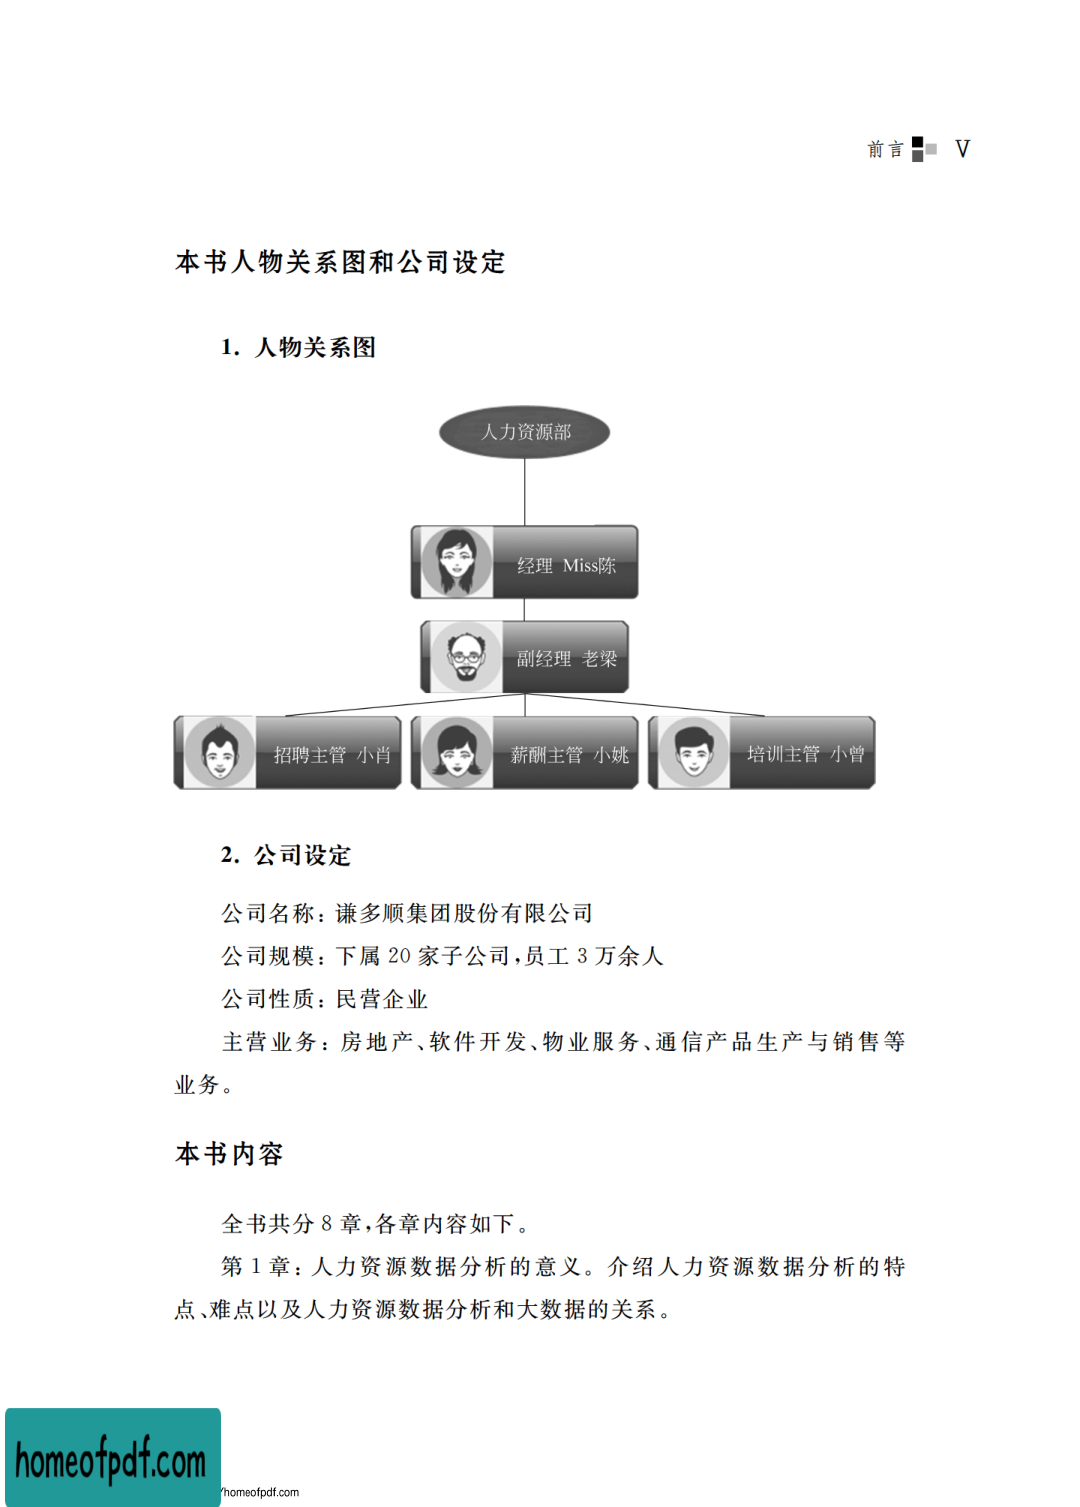 前言 V
本书人物关系图和公司设定
1. 人物关系图
人力资源部
经理 Miss陈
副经理 老梁
招聘主管 小肖
薪酬主管 小姚
培训主管 小曾
2. 公司设定
公司名称：谦多顺集团股份有限公司
公司规模：下属 20 家子公司，员工 3 万余人
公司性质：民营企业
主营业务：房地产、软件开发、物业服务、通信产品生产与销售等
业务。
本书内容
全书共分 8 章，各章内容如下。
第 1 章：人力资源数据分析的意义。介绍人力资源数据分析的特
点、难点以及人力资源数据分析和大数据的关系。
homeofpdf.com
/homeofpdf.com